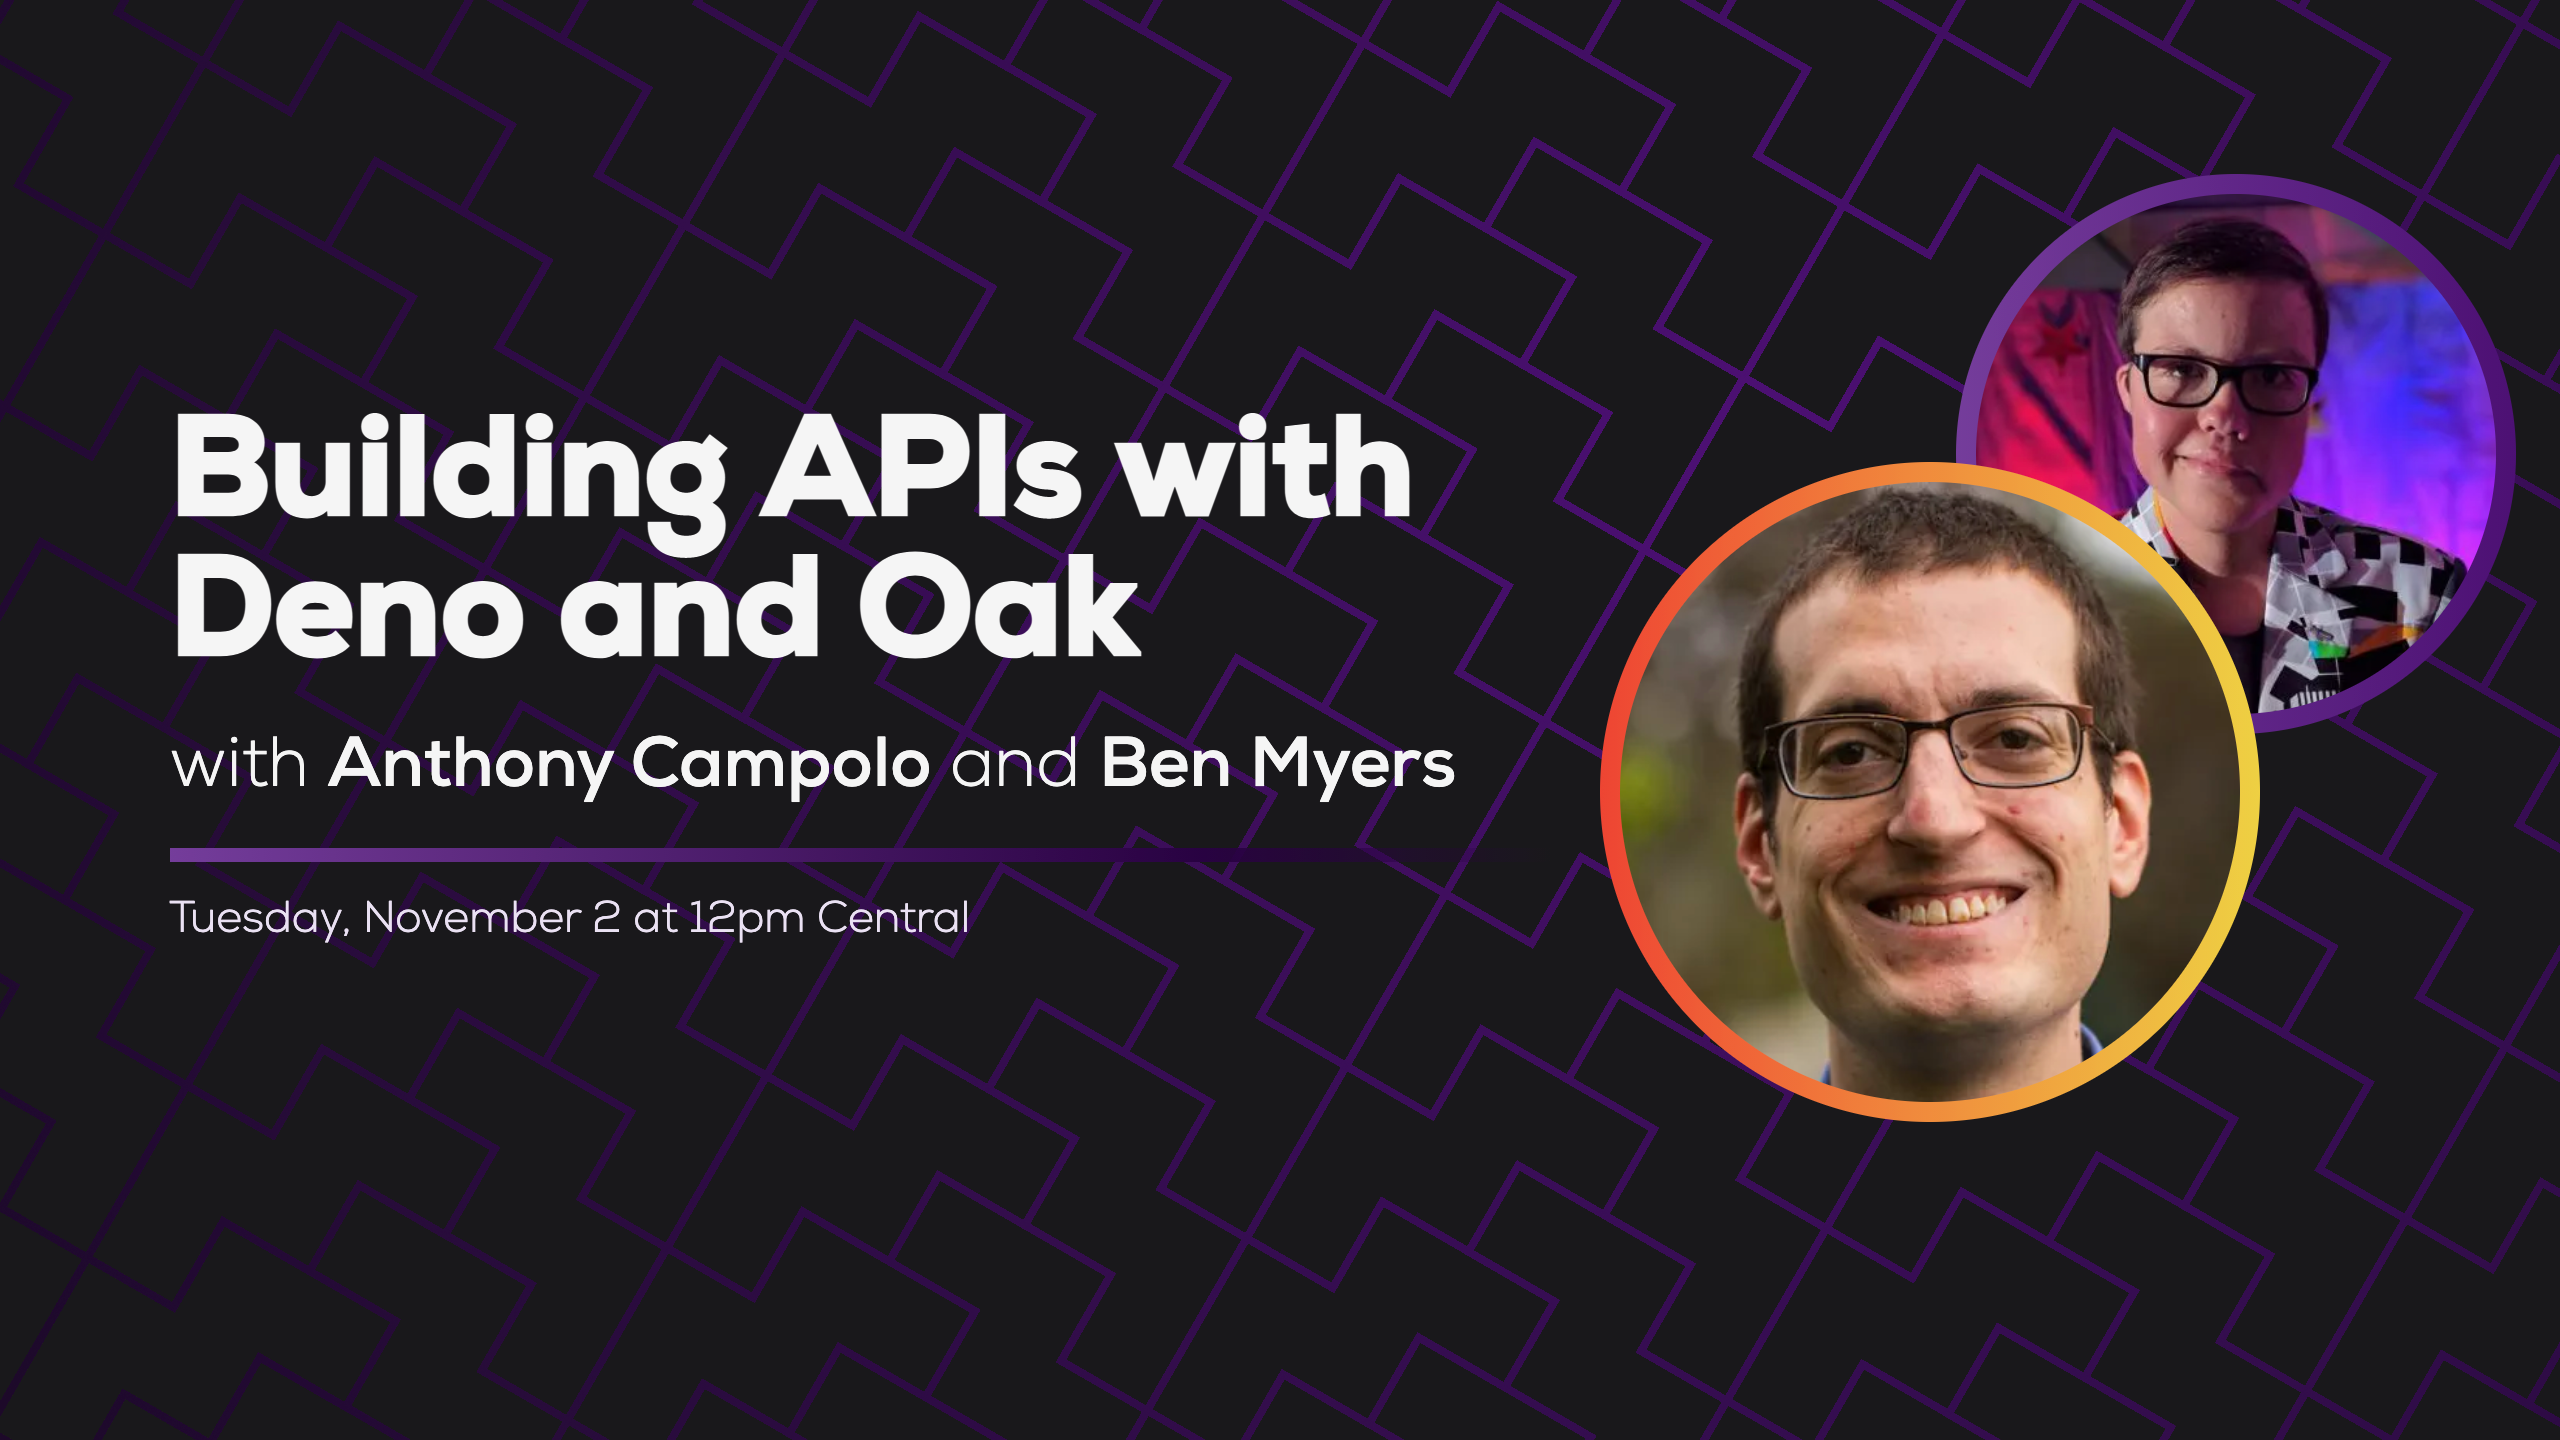 Building APIs with
Deno and Oak
with Anthony Campolo and Ben Myers
Tuesday, November 2 at 12pm Central